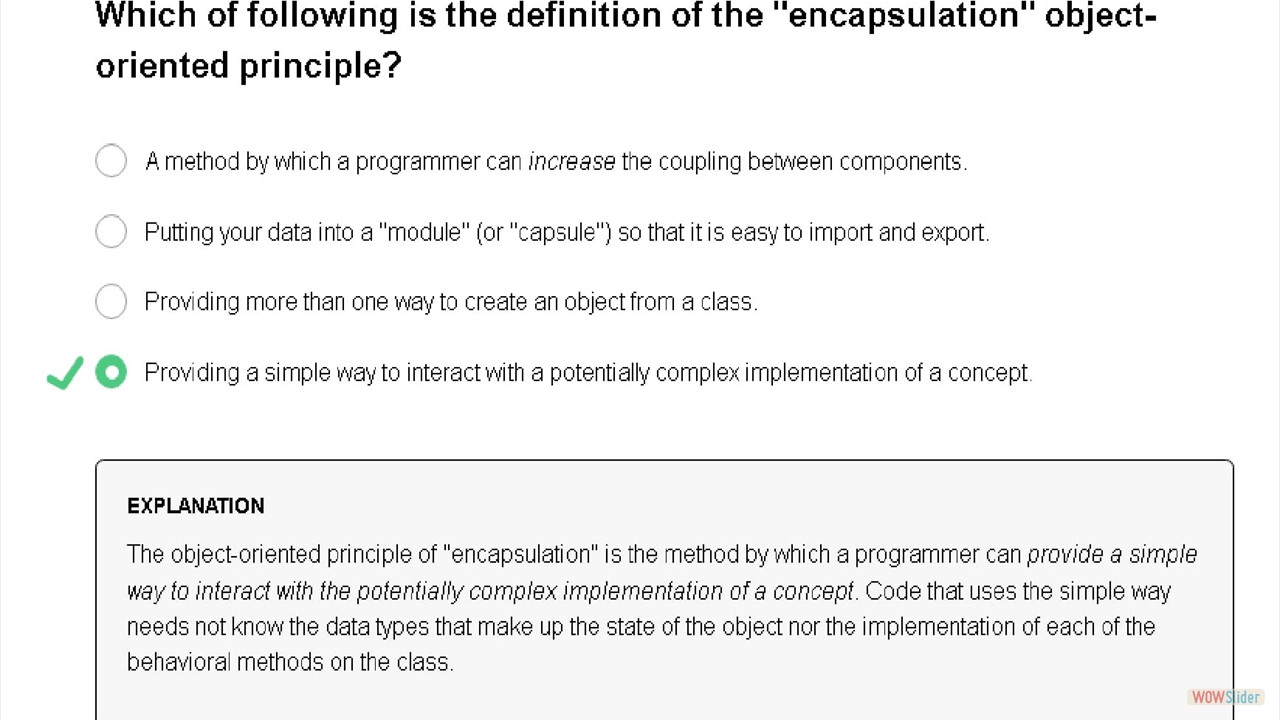 Which of following is the definition of the "encapsulation" object-
oriented principle?
A method by which a programmer can increase the coupling between components.
Putting your data into a "module" (or "capsule") so that it is easy to import and export.
Providing more than one way to create an object from a class.
Providing a simple way to interact with a potentially complex implementation of a concept.
EXPLANATION
The object-oriented principle of "encapsulation" is the method by which a programmer can provide a simple
way to interact with the potentially complex implementation of a concept. Code that uses the simple way
needs not know the data types that make up the state of the object nor the implementation of each of the
behavioral methods on the class.
WOWSlider